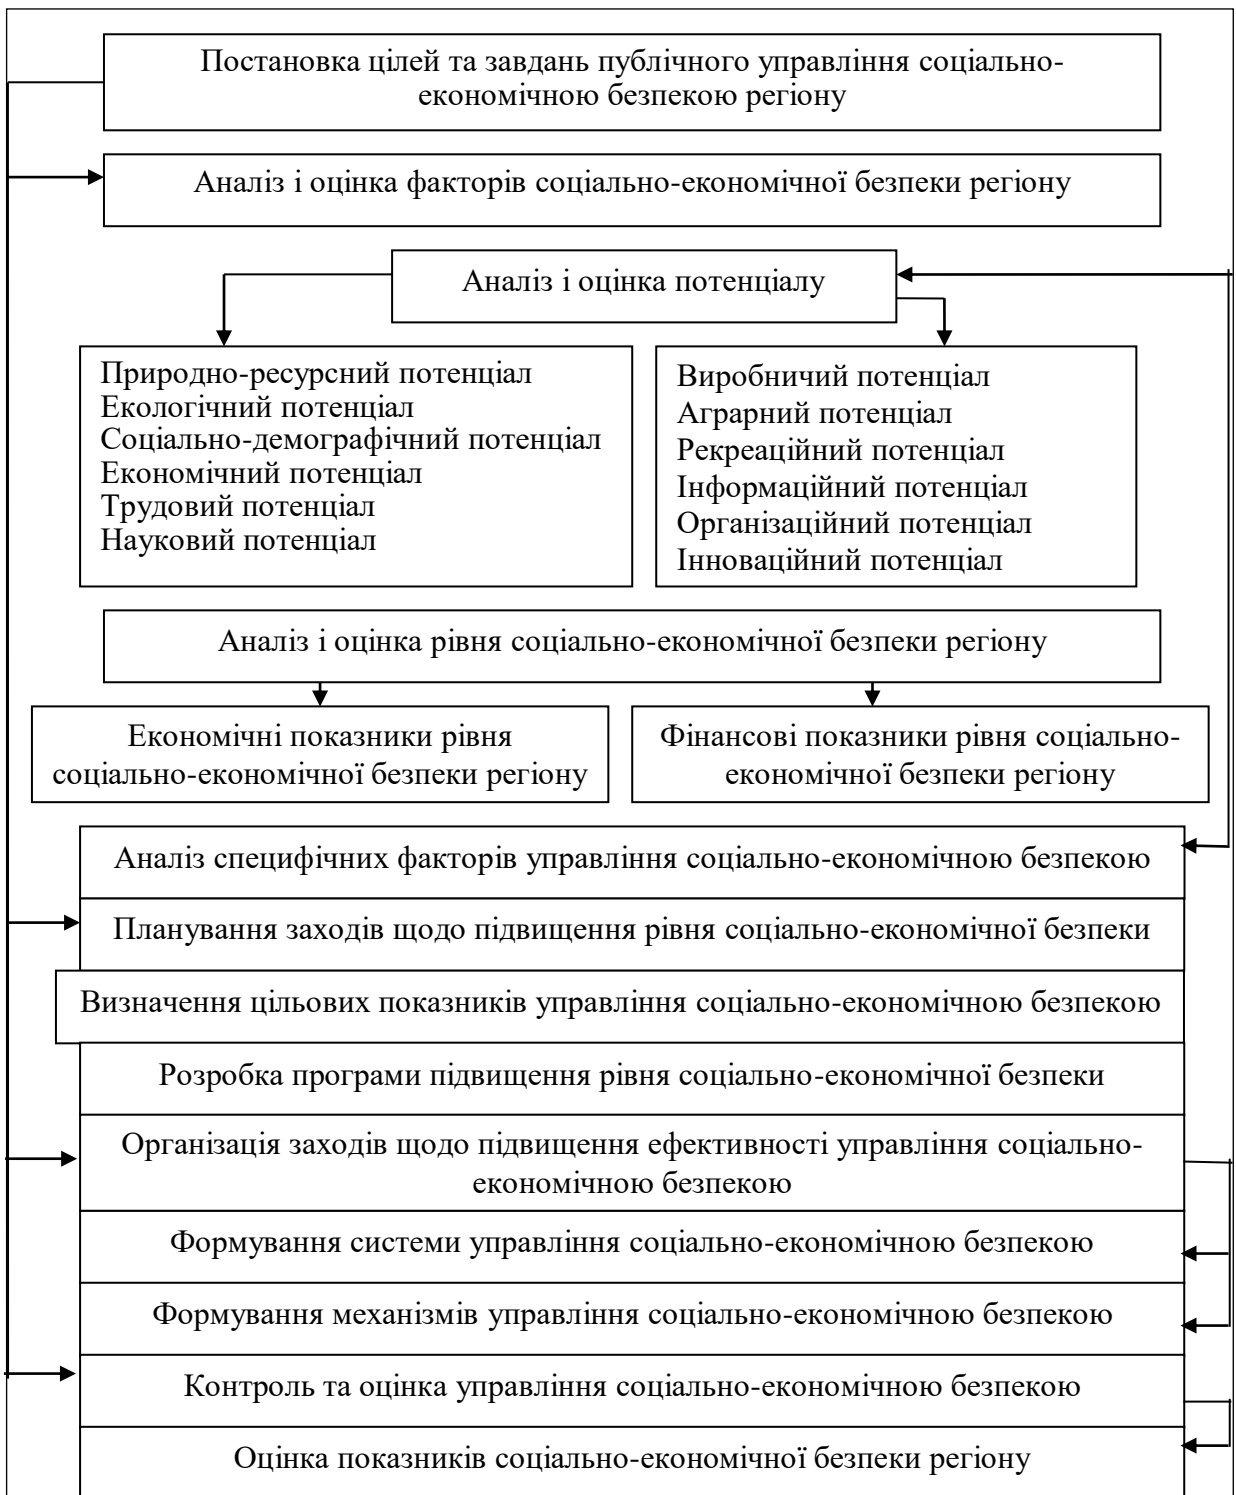 Постановка цілей та завдань публічного управління соціально-
економічною безпекою регіону
Аналіз і оцінка факторів соціально-економічної безпеки регіону
Аналіз і оцінка потенціалу
Природно-ресурсний потенціал
Екологічний потенціал
Соціально-демографічний потенціал
Економічний потенціал
Трудовий потенціал
Науковий потенціал
Виробничий потенціал
Аграрний потенціал
Рекреаційний потенціал
Інформаційний потенціал
Організаційний потенціал
Інноваційний потенціал
Аналіз і оцінка рівня соціально-економічної безпеки регіону
Економічні показники рівня
соціально-економічної безпеки регіону
Фінансові показники рівня соціально-
економічної безпеки регіону
Аналіз специфічних факторів управління соціально-економічною безпекою
Планування заходів щодо підвищення рівня соціально-економічної безпеки
Визначення цільових показників управління соціально-економічною безпекою
Розробка програми підвищення рівня соціально-економічної безпеки
Організація заходів щодо підвищення ефективності управління соціально-
економічною безпекою
Формування системи управління соціально-економічною безпекою
Формування механізмів управління соціально-економічною безпекою
Контроль та оцінка управління соціально-економічною безпекою
Оцінка показників соціально-економічної безпеки регіону